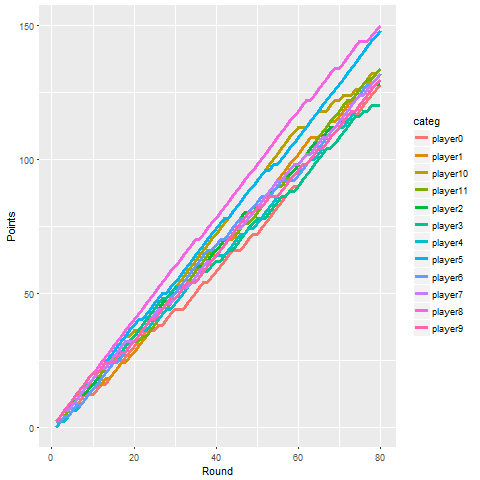 150
100
50
0
Points
0
20
40
60
80
Round
categ
player0
player1
player10
player11
player2
player3
player4
player5
player6
player7
player8
player9